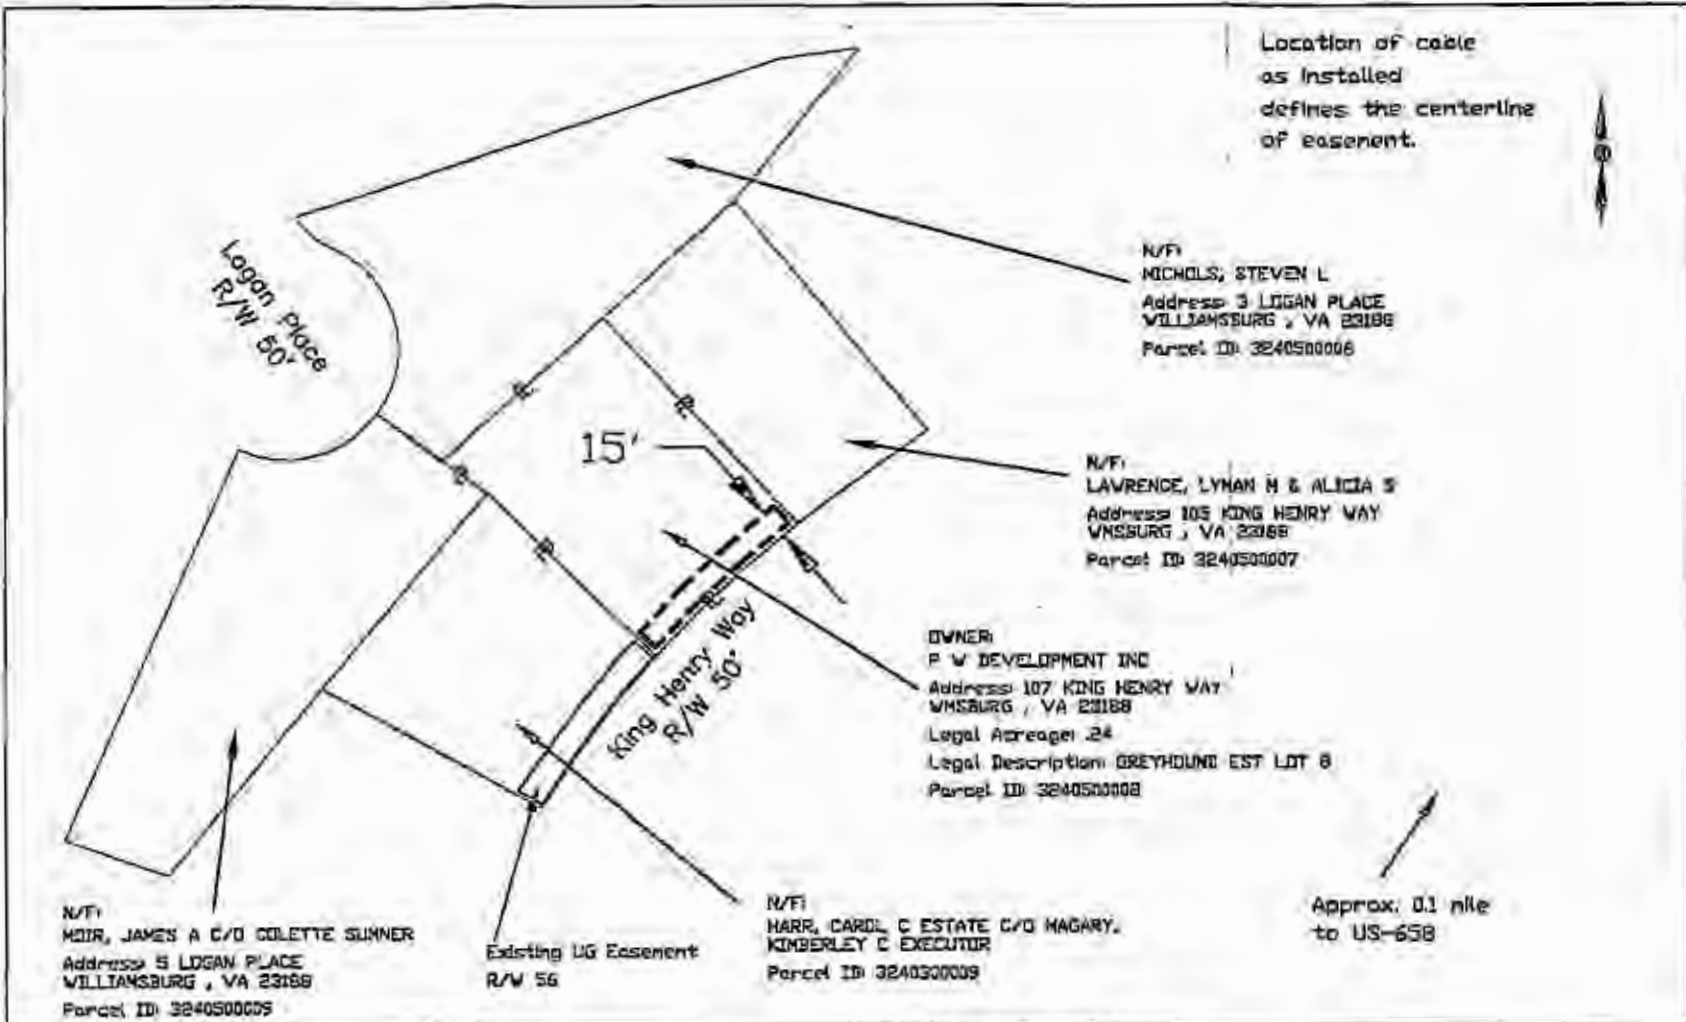 Location of cable
as installed
defines the centerline
of easement.
Logan Place
R/W 50'
N/F:
NICHOLS, STEVEN L
Address: 3 LOGAN PLACE
WILLIAMSBURG , VA 23188
Parcel ID: 3240500006
15'
N/F:
LAWRENCE, LYMAN M & ALICIA S
Address: 105 KING HENRY WAY
WMSBURG , VA 23188
Parcel ID: 3240500007
King Henry Way
R/W 50'
OWNER:
P W DEVELOPMENT INC
Address: 107 KING HENRY WAY
WMSBURG , VA 23188
Legal Acreage: .24
Legal Description: GREYHOUND EST LOT 8
Parcel ID: 3240500008
N/F:
MOIR, JAMES A C/O COLETTE SUMNER
Address: 5 LOGAN PLACE
WILLIAMSBURG , VA 23188
Parcel ID: 3240500005
Existing UG Easement
R/W 56
N/F:
HARR, CAROL C ESTATE C/O MAGARY,
KIMBERLEY C EXECUTOR
Parcel ID: 3240300009
Approx. 0.1 mile
to US-658